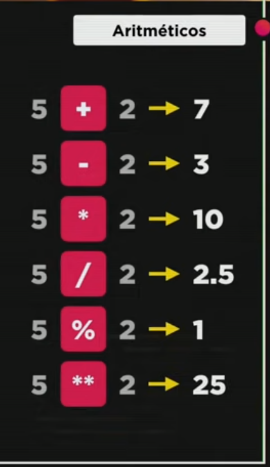 Aritméticos
5 + 2 → 7
5 - 2 → 3
5 * 2 → 10
5 / 2 → 2.5
5 % 2 → 1
5 ** 2 → 25